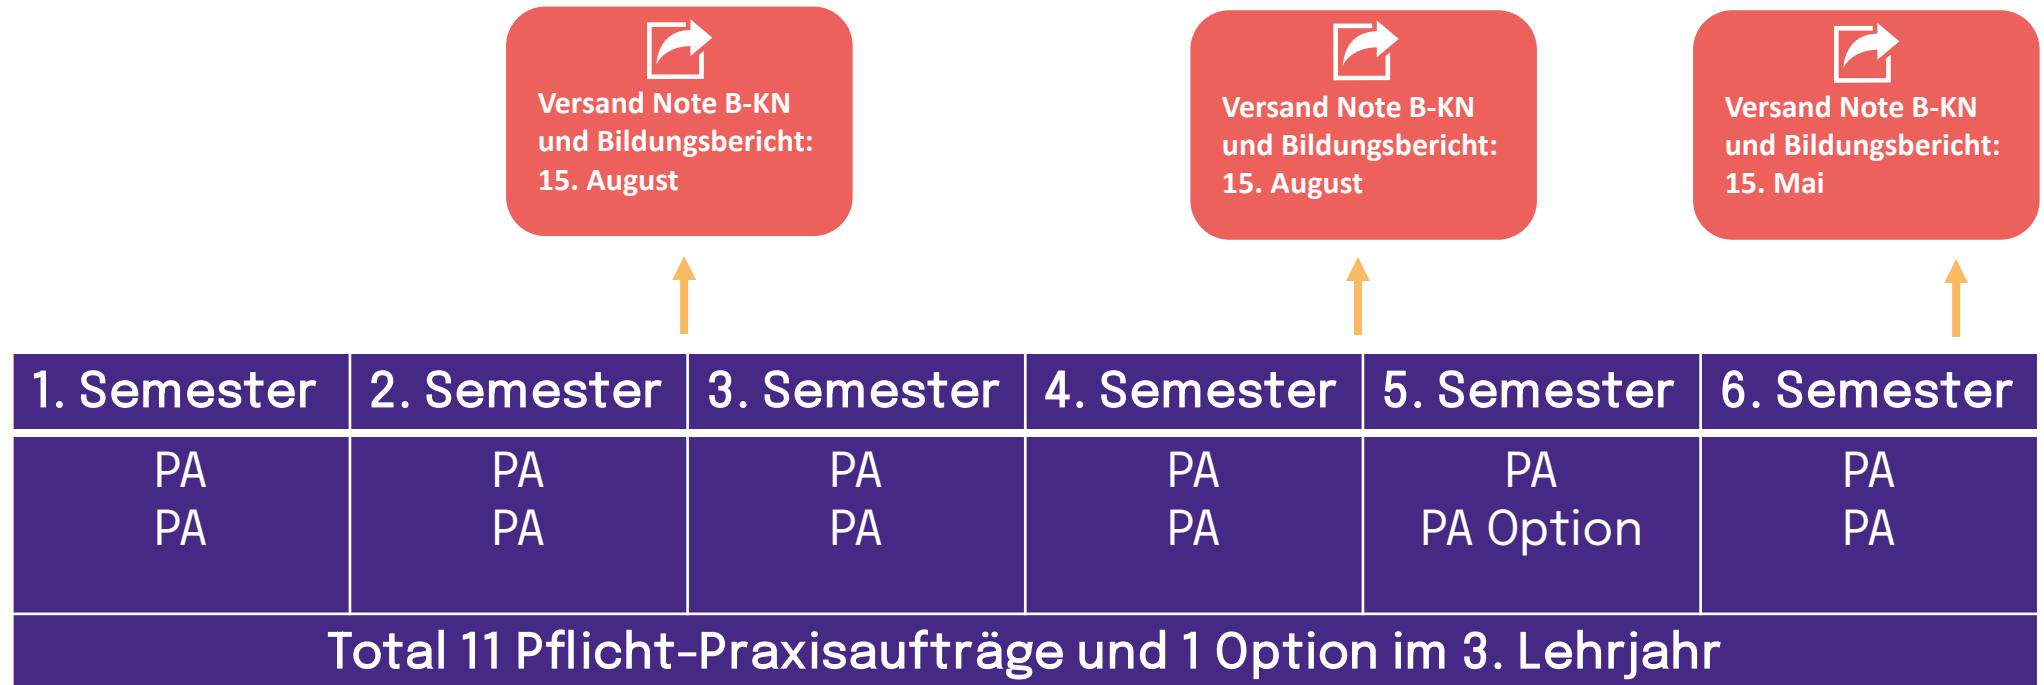 Versand Note B-KN
und Bildungsbericht:
15. August
Versand Note B-KN
und Bildungsbericht:
15. August
Versand Note B-KN
und Bildungsbericht:
15. Mai
1. Semester
2. Semester
3. Semester
4. Semester
5. Semester
6. Semester
PA
PA
PA
PA
PA
PA
PA
PA
PA
PA Option
PA
PA
Total 11 Pflicht-Praxisaufträge und 1 Option im 3. Lehrjahr